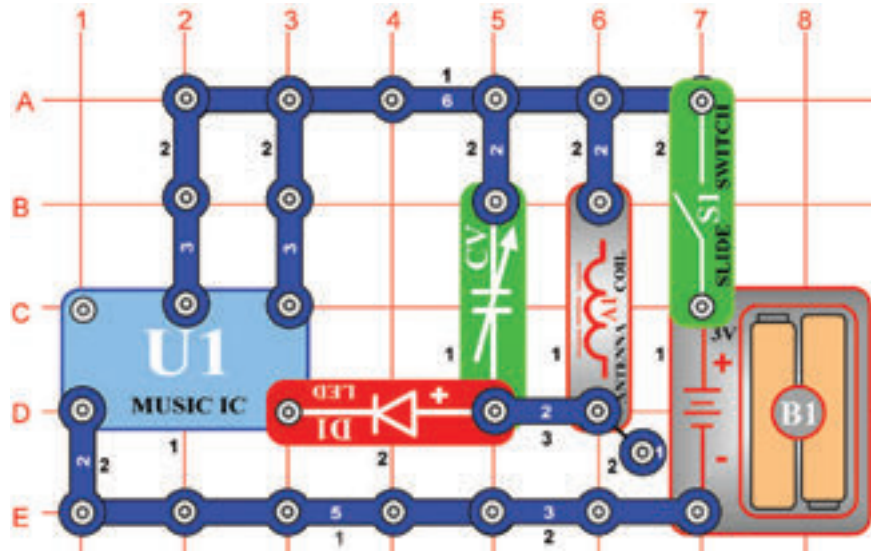 1 2 3 4 5 6 7 8
1
A 6
2 2 2 2 2 2 2
SLIDE SWITCH
S1
B
3 3
CV
A1
ANTENNA COIL
C
U1
1 1 1
3V
+
MUSIC IC
LED
D1
+
D 2
B1
3
1
2 2 1 2 2
-
E 5 3
1 2